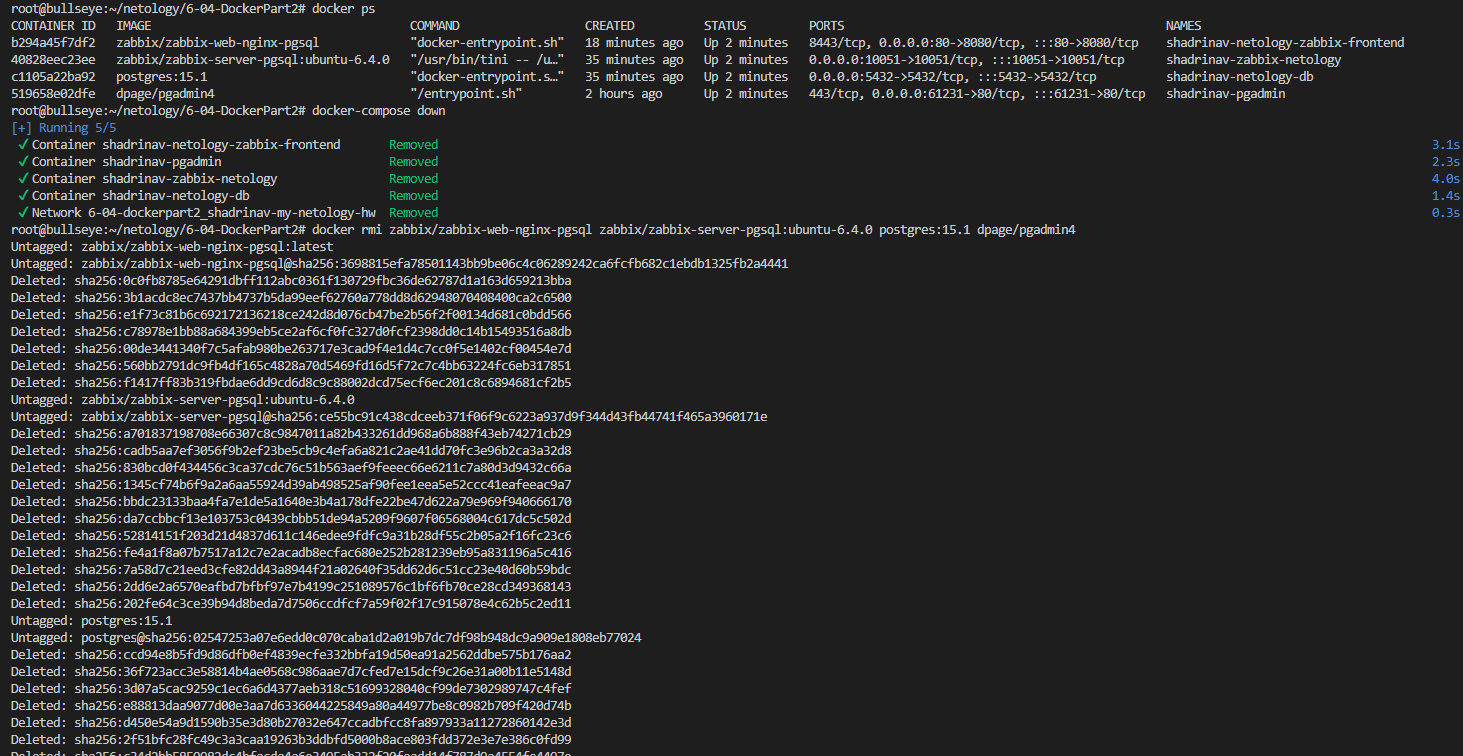 root@bullseye:~/netology/6-04-DockerPart2# docker ps
CONTAINER ID   IMAGE                                    COMMAND                  CREATED          STATUS         PORTS                                             NAMES
b294a45f7df2   zabbix/zabbix-web-nginx-pgsql            "docker-entrypoint.sh"   18 minutes ago   Up 2 minutes   8443/tcp, 0.0.0.0:80->8080/tcp, :::80->8080/tcp   shadrinav-netology-zabbix-frontend
40828eec23ee   zabbix/zabbix-server-pgsql:ubuntu-6.4.0   "/usr/bin/tini -- /u…"   35 minutes ago   Up 2 minutes   0.0.0.0:10051->10051/tcp, :::10051->10051/tcp     shadrinav-zabbix-netology
c1105a22ba92   postgres:15.1                            "docker-entrypoint.s…"   35 minutes ago   Up 2 minutes   0.0.0.0:5432->5432/tcp, :::5432->5432/tcp         shadrinav-netology-db
519658e02dfe   dpage/pgadmin4                           "/entrypoint.sh"         2 hours ago      Up 2 minutes   443/tcp, 0.0.0.0:61231->80/tcp, :::61231->80/tcp   shadrinav-pgadmin
root@bullseye:~/netology/6-04-DockerPart2# docker-compose down
[+] Running 5/5
✓ Container shadrinav-netology-zabbix-frontend Removed 3.1s
✓ Container shadrinav-pgadmin Removed 2.3s
✓ Container shadrinav-zabbix-netology Removed 4.0s
✓ Container shadrinav-netology-db Removed 1.4s
✓ Network 6-04-dockerpart2_shadrinav-my-netology-hw Removed 0.3s
root@bullseye:~/netology/6-04-DockerPart2# docker rmi zabbix/zabbix-web-nginx-pgsql zabbix/zabbix-server-pgsql:ubuntu-6.4.0 postgres:15.1 dpage/pgadmin4
Untagged: zabbix/zabbix-web-nginx-pgsql:latest
Untagged: zabbix/zabbix-web-nginx-pgsql@sha256:3698815efa78501143bb9be06c4c06289242ca6fcfb682c1ebdb1325fb2a4441
Deleted: sha256:0c0fb8785e64291dbff112abc0361f130729fbc36de62787d1a163d659213bba
Deleted: sha256:3b1acdc8ec7437bb4737b5da99eef62760a778dd8d62948070408400ca2c6500
Deleted: sha256:e1f73c81b6c692172136218ce242d8d076cb47be2b56f2f00134d681c0bdd566
Deleted: sha256:c78978e1bb88a684399eb5ce2af6cf0fc327d0fcf2398dd0c14b15493516a8db
Deleted: sha256:00de3441340f7c5afab980be263717e3cad9f4e1d4c7cc0f5e1402cf00454e7d
Deleted: sha256:560bb2791dc9fb4df165c4828a70d5469fd16d5f72c7c4bb63224fc6eb317851
Deleted: sha256:f1417ff83b319fbdae6dd9cd6d8c9c88002dcd75ecf6ec201c8c6894681cf2b5
Untagged: zabbix/zabbix-server-pgsql:ubuntu-6.4.0
Untagged: zabbix/zabbix-server-pgsql@sha256:ce55bc91c438cdceeb371f06f9c6223a937d9f344d43fb44741f465a3960171e
Deleted: sha256:a701837198708e66307c8c9847011a82b433261dd968a6b888f43eb74271cb29
Deleted: sha256:cadb5aa7ef3056f9b2ef23be5cb9c4efa6a821c2ae41dd70fc3e96b2ca3a32d8
Deleted: sha256:830bcd0f434456c3ca37cdc76c51b563aef9feeec66e6211c7a80d3d9432c66a
Deleted: sha256:1345cf74b6f9a2a6aa55924d39ab498525af90fee1eea5e52ccc41eafeeac9a7
Deleted: sha256:bbdc23133baa4fa7e1de5a1640e3b4a178dfe22be47d622a79e969f940666170
Deleted: sha256:da7ccbbcf13e103753c0439cbbb51de94a5209f9607f06568004c617dc5c502d
Deleted: sha256:52814151f203d21d4837d611c146edee9fdfc9a31b28df55c2b05a2f16fc23c6
Deleted: sha256:fe4a1f8a07b7517a12c7e2acadb8ecfac680e252b281239eb95a831196a5c416
Deleted: sha256:7a58d7c21eed3cfe82dd43a8944f21a02640f35dd62d6c51cc23e40d60b59bdc
Deleted: sha256:2dd6e2a6570eafbd7bfbf97e7b4199c251089576c1bf6fb70ce28cd349368143
Deleted: sha256:202fe64c3ce39b94d8beda7d7506ccdfcf7a59f02f17c915078e4c62b5c2ed11
Untagged: postgres:15.1
Untagged: postgres@sha256:02547253a07e6edd0c070caba1d2a019b7dc7df98b948dc9a909e1808eb77024
Deleted: sha256:ccd94e8b5fd9d86dfb0ef4839ecfe332bbfa19d50ea91a2562ddbe575b176aa2
Deleted: sha256:36f723acc3e58814b4ae0568c986aae7d7cfed7e15dcf9c26e31a00b11e5148d
Deleted: sha256:3d07a5cac9259c1ec6a6d4377aeb318c51699328040cf99de7302989747c4fef
Deleted: sha256:e88813daa9077d00e3aa7d6336044225849a80a44977be8c0982b709f420d74b
Deleted: sha256:d450e54a9d1590b35e3d80b27032e647ccadbfcc8fa897933a11272860142e3d
Deleted: sha256:2f51bfc28fc49c3a3caa19263b3ddbfd5000b8ace803fdd372e3e7e386c0fd99